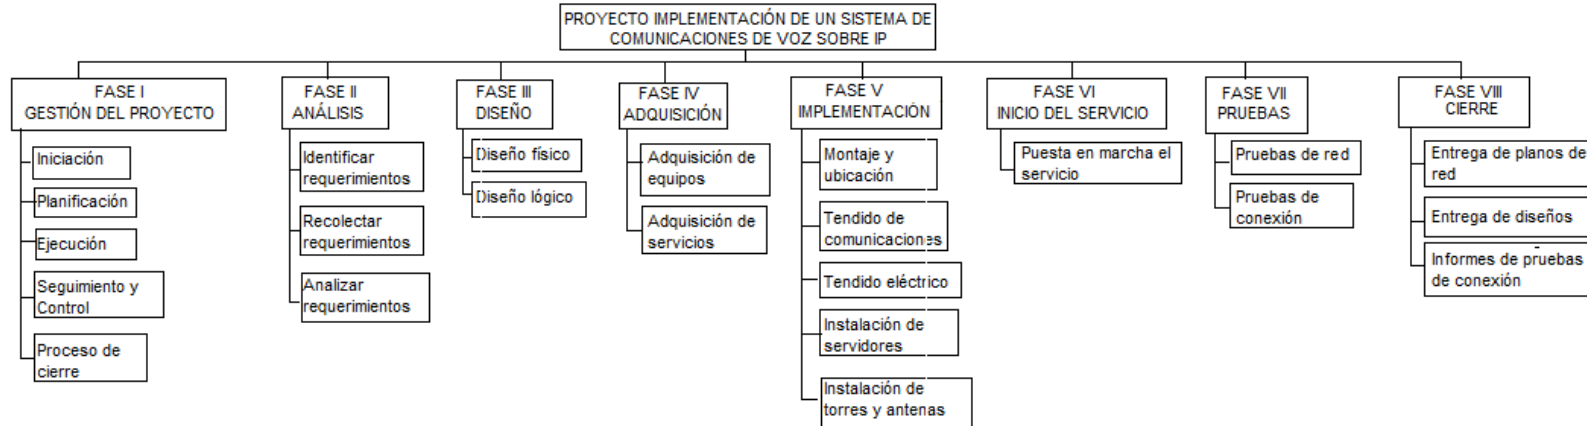 PROYECTO IMPLEMENTACIÓN DE UN SISTEMA DE
COMUNICACIONES DE VOZ SOBRE IP
FASE I
GESTIÓN DEL PROYECTO
Iniciación
Planificación
Ejecución
Seguimiento y
Control
Proceso de
cierre
FASE II
ANÁLISIS
Identificar
requerimientos
Recolectar
requerimientos
Analizar
requerimientos
FASE III
DISEÑO
Diseño físico
Diseño lógico
FASE IV
ADQUISICIÓN
Adquisición de
equipos
Adquisición de
servicios
FASE V
IMPLEMENTACIÓN
Montaje y
ubicación
Tendido de
comunicaciones
Tendido eléctrico
Instalación de
servidores
Instalación de
torres y antenas
FASE VI
INICIO DEL SERVICIO
Puesta en marcha el
servicio
FASE VII
PRUEBAS
Pruebas de red
Pruebas de
conexión
FASE VIII
CIERRE
Entrega de planos de
red
Entrega de diseños
Informes de pruebas
de conexión